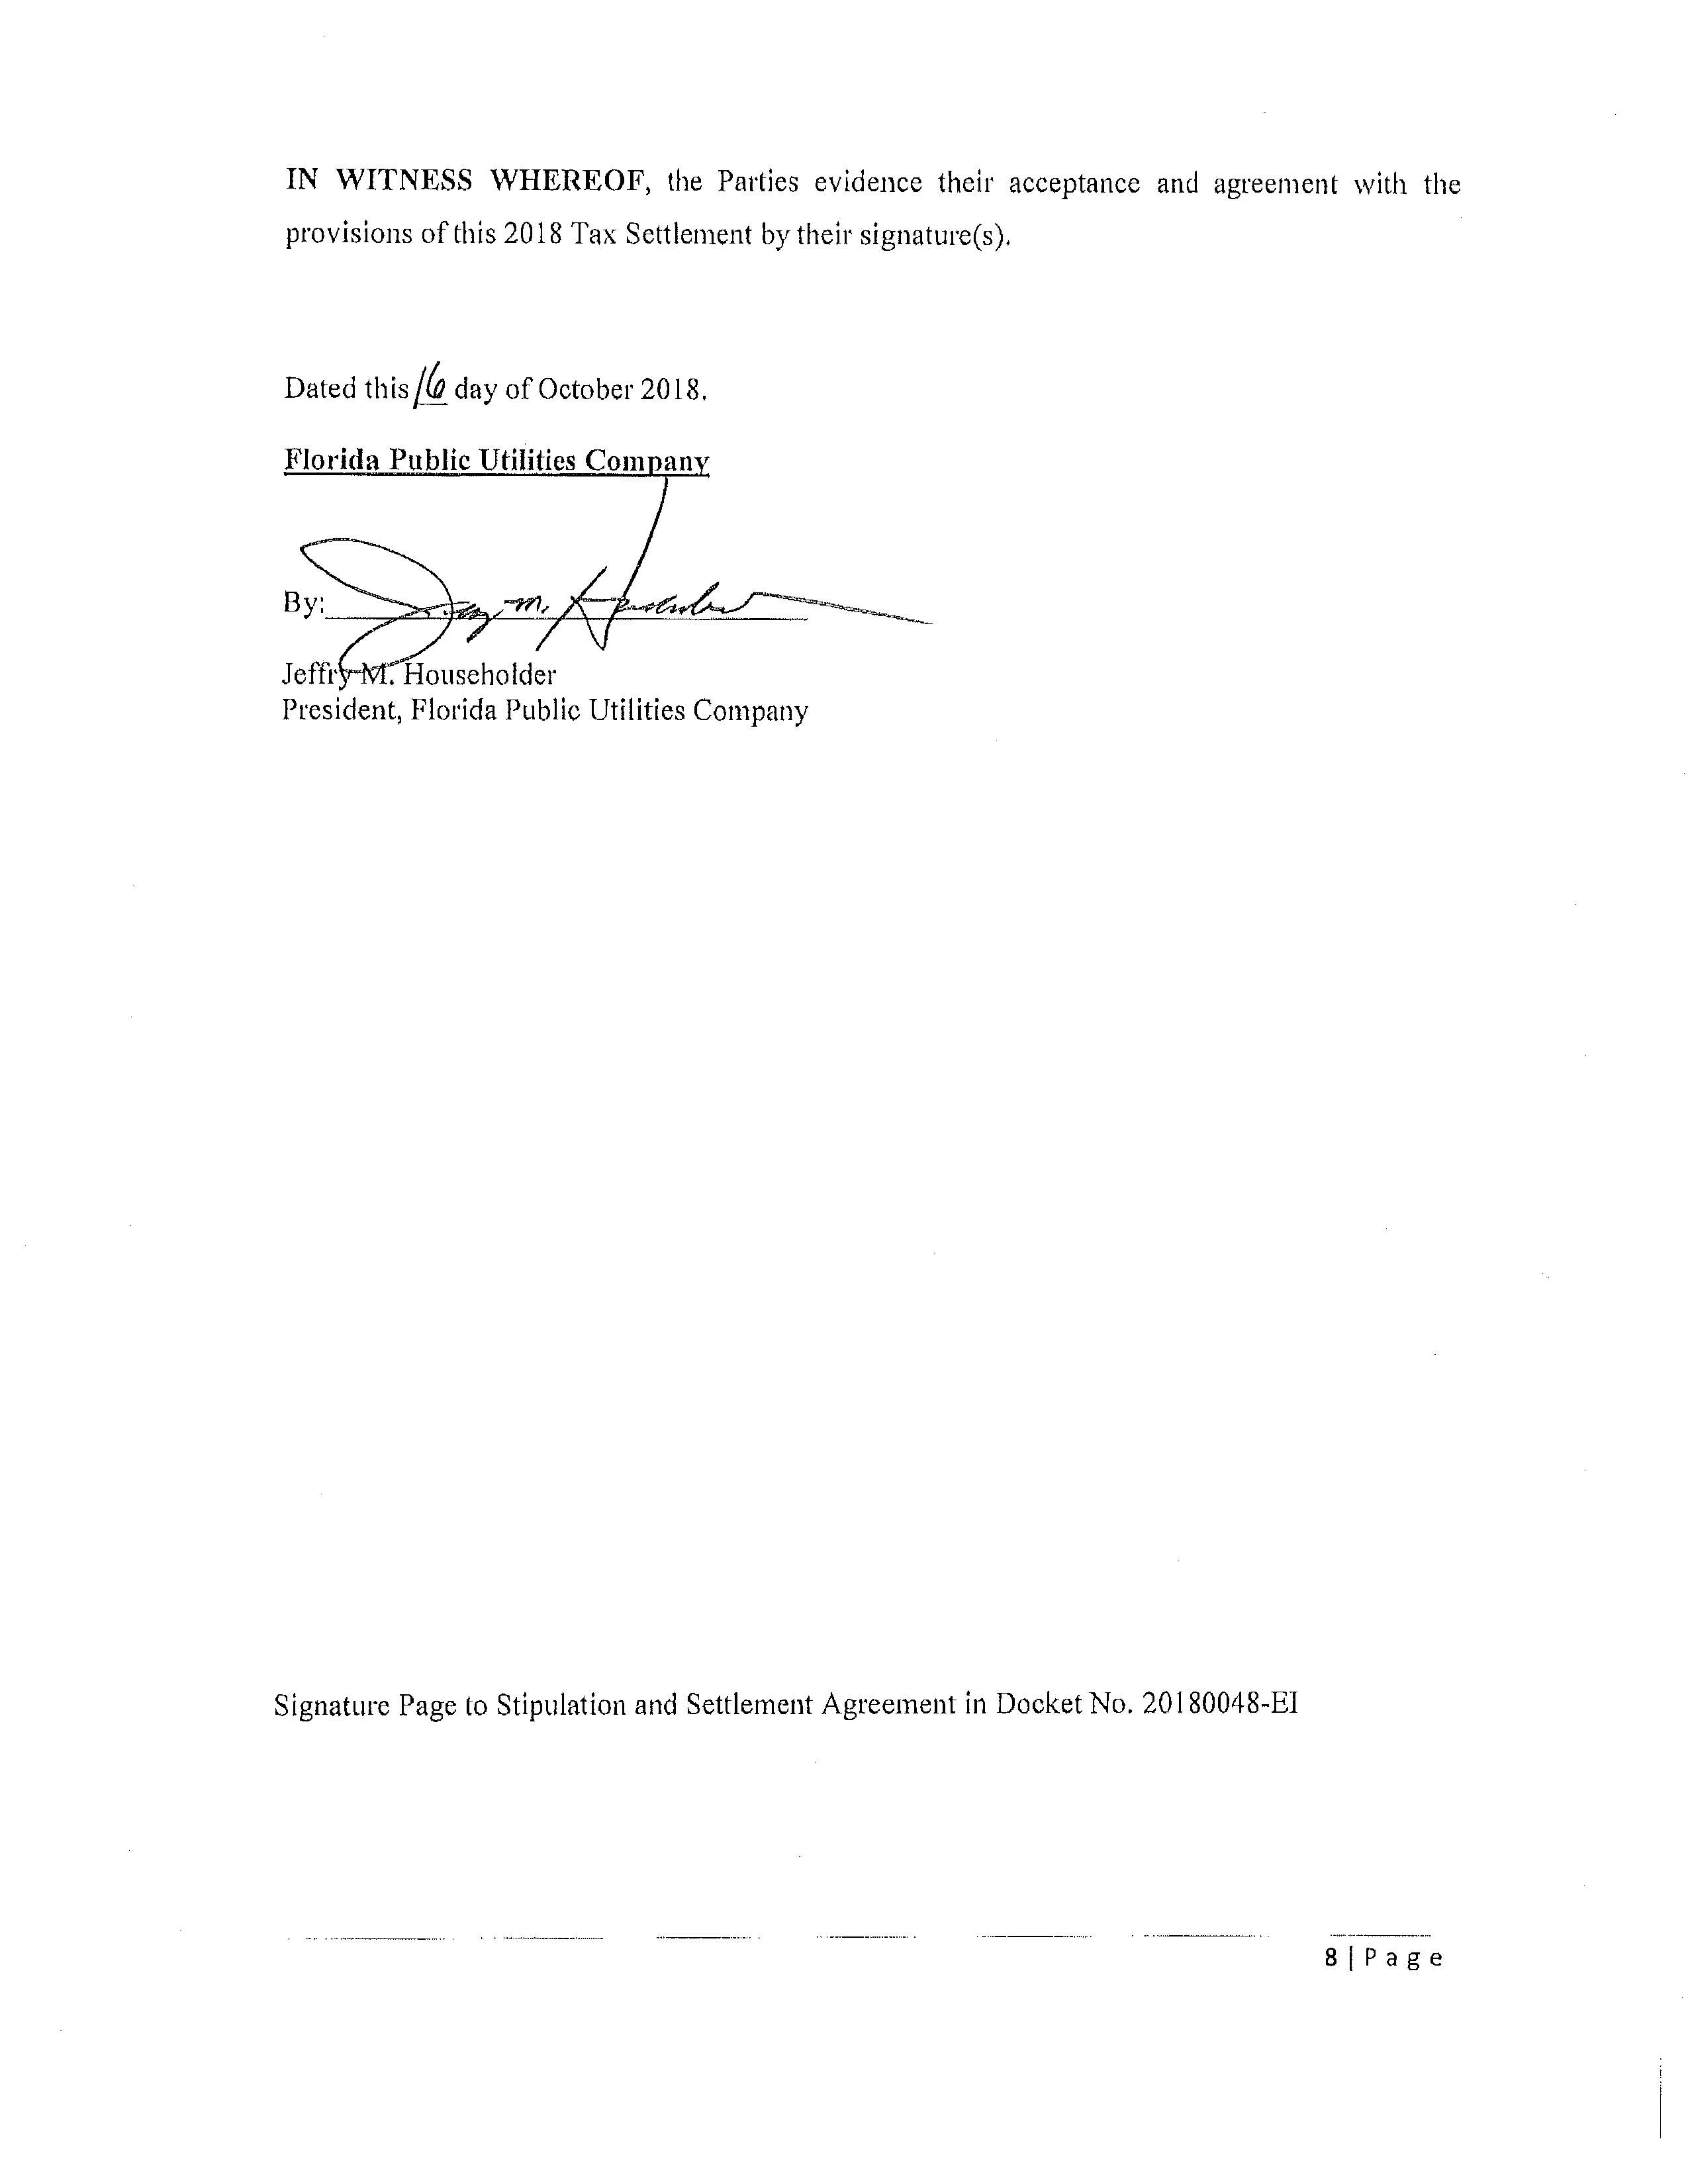 IN WITNESS WHEREOF, the Parties evidence their acceptance and agreement with the
provisions of this 2018 Tax Settlement by their signature(s).
Dated this 16 day of October 2018.
Florida Public Utilities Company
By: Jeffry M. Householder
Jeffry M. Householder
President, Florida Public Utilities Company
Signature Page to Stipulation and Settlement Agreement in Docket No. 20180048-EI
8 | Page